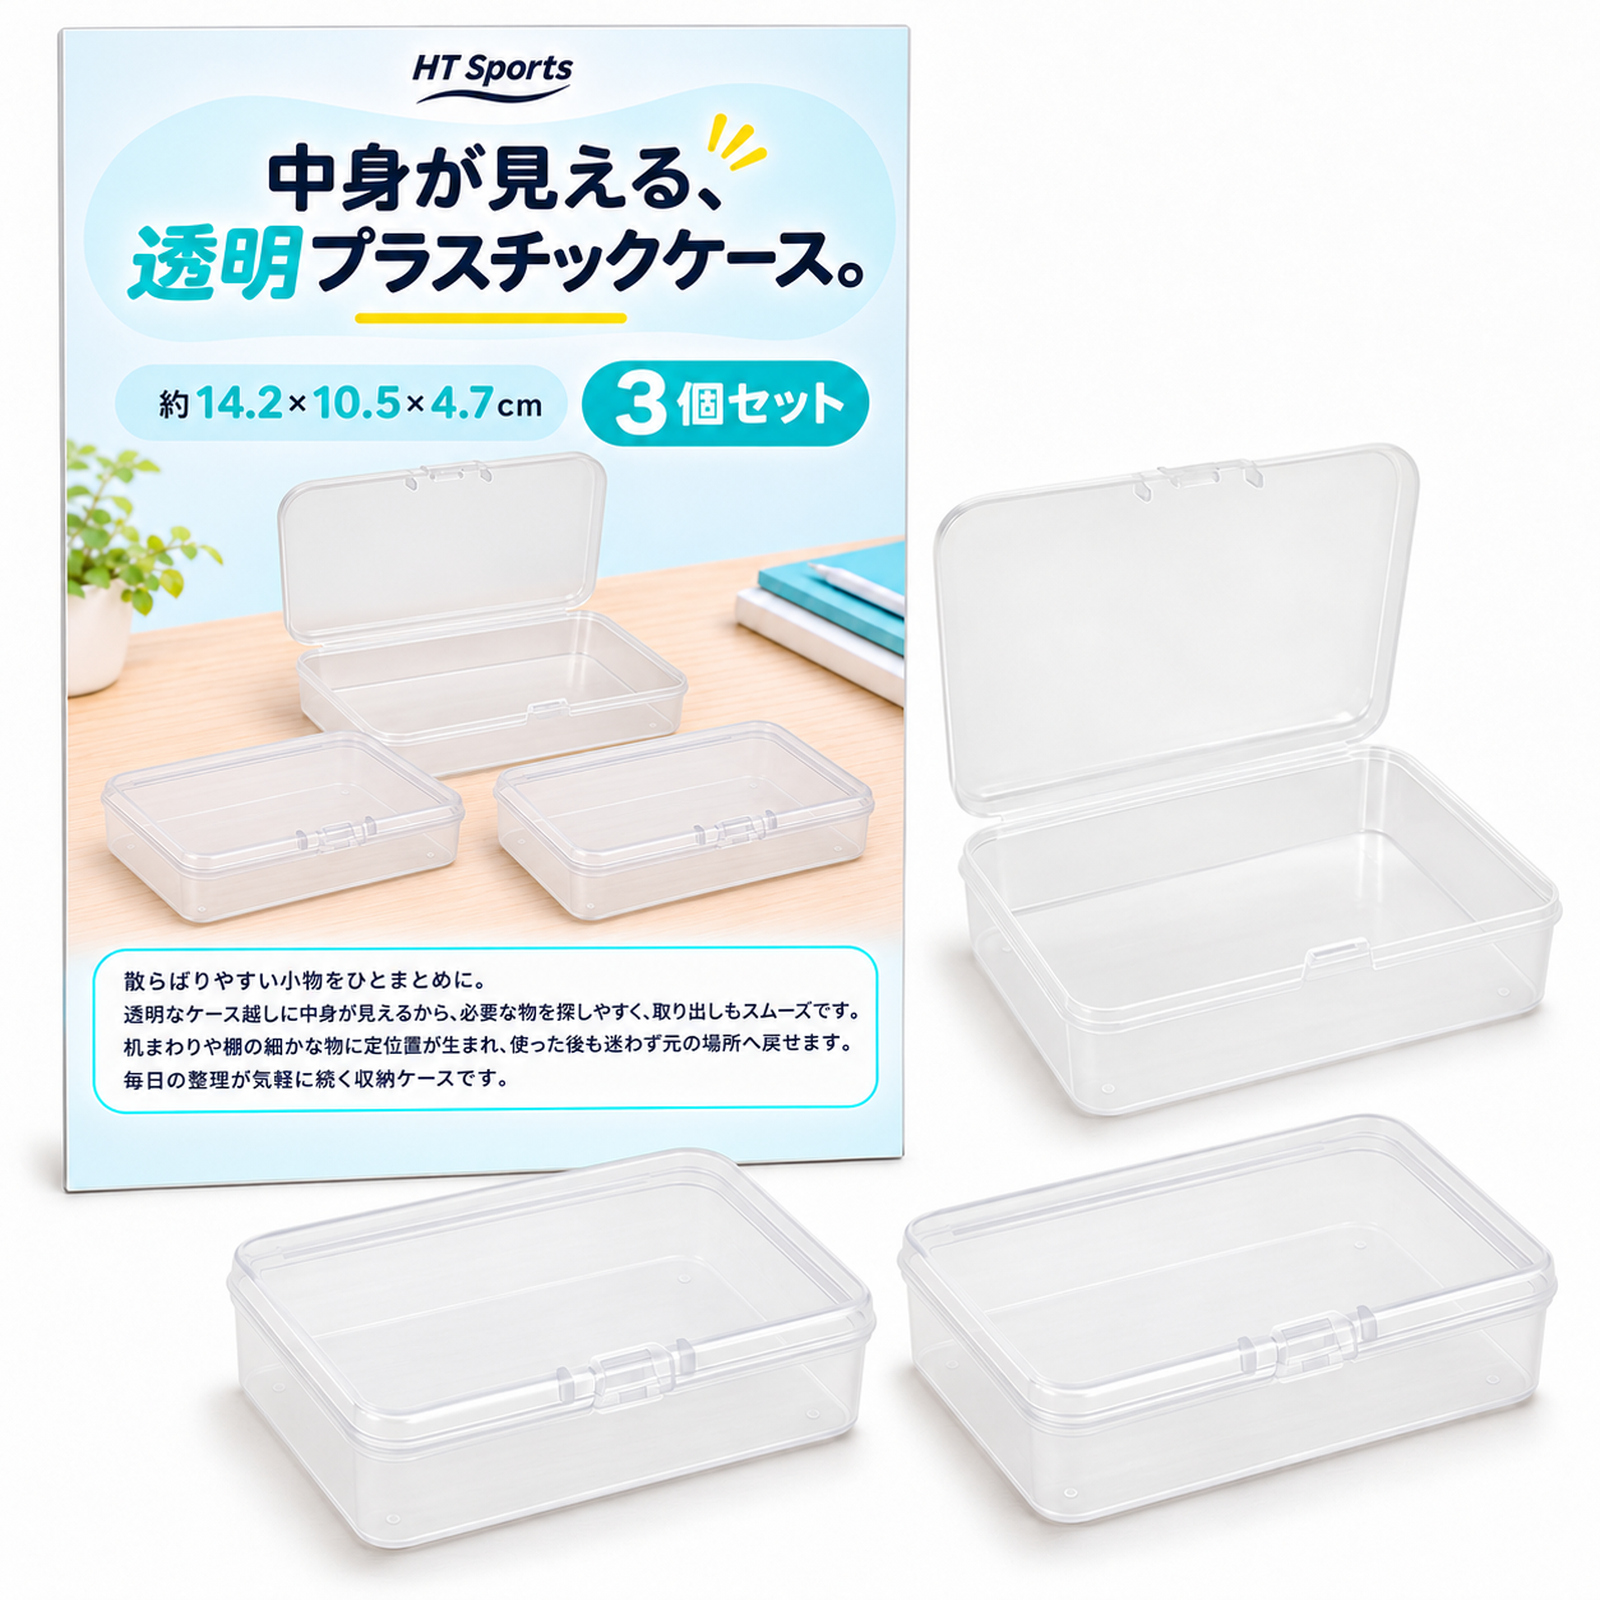 HT Sports
中身が見える、
透明プラスチックケース。
約14.2×10.5×4.7cm
3個セット
散らばりやすい小物をひとまとめに。
透明なケース越しに中身が見えるから、必要な物を探しやすく、取り出しもスムーズです。
机まわりや棚の細かな物に定位置が生まれ、使った後も迷わず元の場所へ戻せます。
毎日の整理が気軽に続く収納ケースです。